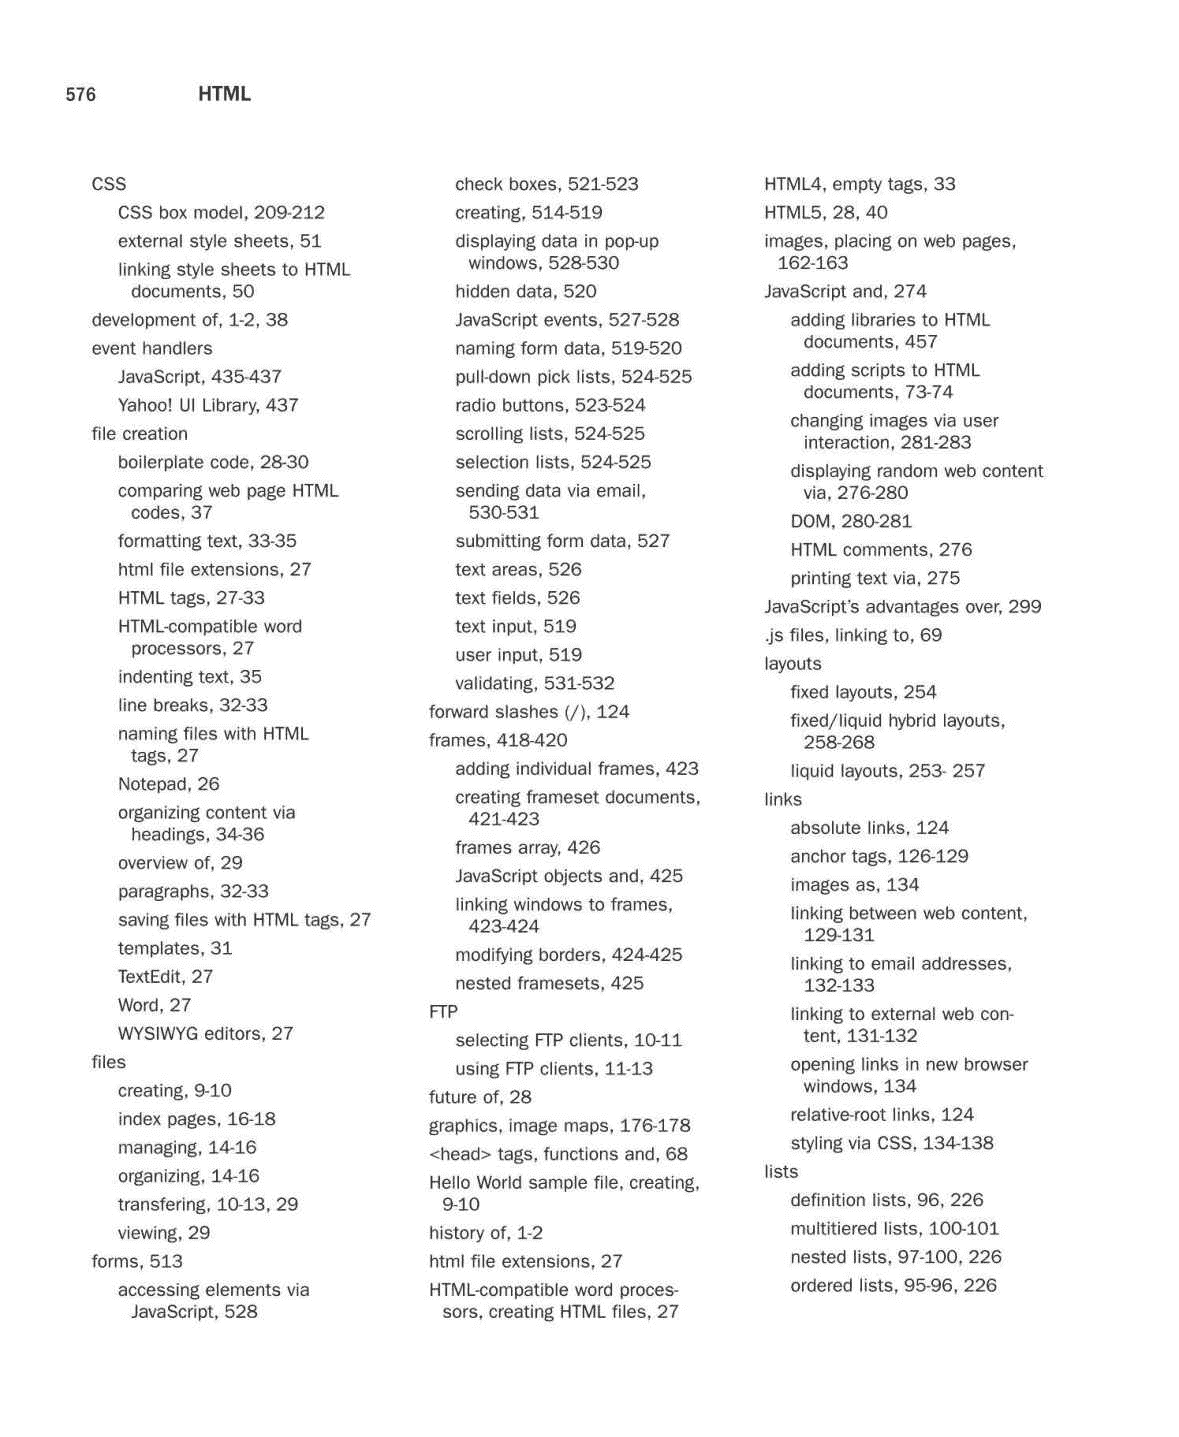 576 HTML
CSS
CSS box model, 209-212
external style sheets, 51
linking style sheets to HTML
documents, 50
development of, 1-2, 38
event handlers
JavaScript, 435-437
Yahoo! UI Library, 437
file creation
boilerplate code, 28-30
comparing web page HTML
codes, 37
formatting text, 33-35
html file extensions, 27
HTML tags, 27-33
HTML-compatible word
processors, 27
indenting text, 35
line breaks, 32-33
naming files with HTML
tags, 27
Notepad, 26
organizing content via
headings, 34-36
overview of, 29
paragraphs, 32-33
saving files with HTML tags, 27
templates, 31
TextEdit, 27
Word, 27
WYSIWYG editors, 27
files
creating, 9-10
index pages, 16-18
managing, 14-16
organizing, 14-16
transfering, 10-13, 29
viewing, 29
forms, 513
accessing elements via
JavaScript, 528
check boxes, 521-523
creating, 514-519
displaying data in pop-up
windows, 528-530
hidden data, 520
JavaScript events, 527-528
naming form data, 519-520
pull-down pick lists, 524-525
radio buttons, 523-524
scrolling lists, 524-525
selection lists, 524-525
sending data via email,
530-531
submitting form data, 527
text areas, 526
text fields, 526
text input, 519
user input, 519
validating, 531-532
forward slashes (/), 124
frames, 418-420
adding individual frames, 423
creating frameset documents,
421-423
frames array, 426
JavaScript objects and, 425
linking windows to frames,
423-424
modifying borders, 424-425
nested framesets, 425
FTP
selecting FTP clients, 10-11
using FTP clients, 11-13
future of, 28
graphics, image maps, 176-178
<head> tags, functions and, 68
Hello World sample file, creating,
9-10
history of, 1-2
html file extensions, 27
HTML-compatible word proces-
sors, creating HTML files, 27
HTML4, empty tags, 33
HTML5, 28, 40
images, placing on web pages,
162-163
JavaScript and, 274
adding libraries to HTML
documents, 457
adding scripts to HTML
documents, 73-74
changing images via user
interaction, 281-283
displaying random web content
via, 276-280
DOM, 280-281
HTML comments, 276
printing text via, 275
JavaScript's advantages over, 299
.js files, linking to, 69
layouts
fixed layouts, 254
fixed/liquid hybrid layouts,
258-268
liquid layouts, 253- 257
links
absolute links, 124
anchor tags, 126-129
images as, 134
linking between web content,
129-131
linking to email addresses,
132-133
linking to external web con-
tent, 131-132
opening links in new browser
windows, 134
relative-root links, 124
styling via CSS, 134-138
lists
definition lists, 96, 226
multitiered lists, 100-101
nested lists, 97-100, 226
ordered lists, 95-96, 226